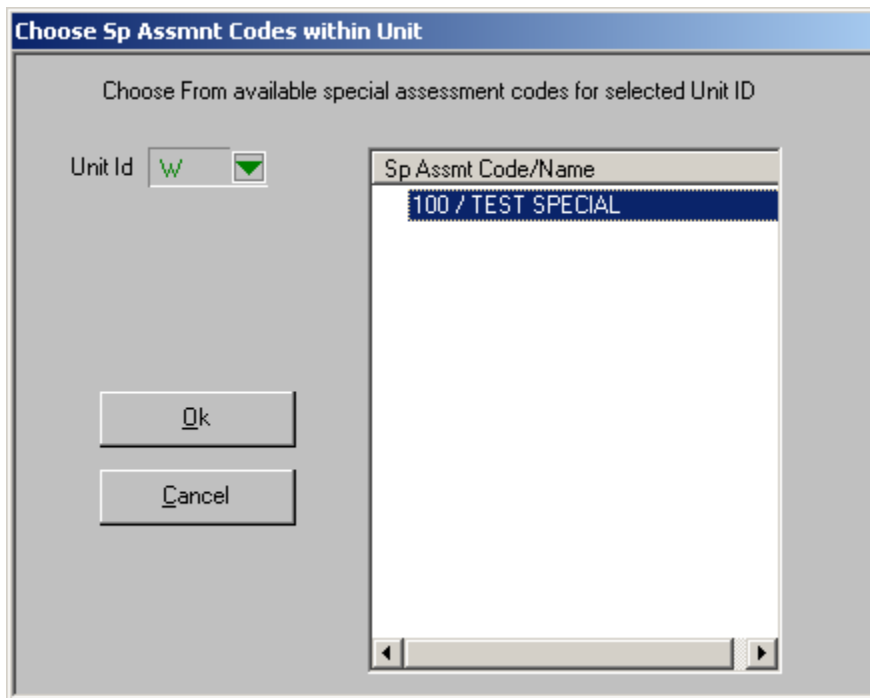 Choose Sp Assmnt Codes within Unit
Choose From available special assessment codes for selected Unit ID
Unit Id W
Sp Assmt Code/Name
100 / TEST SPECIAL
Ok
Cancel